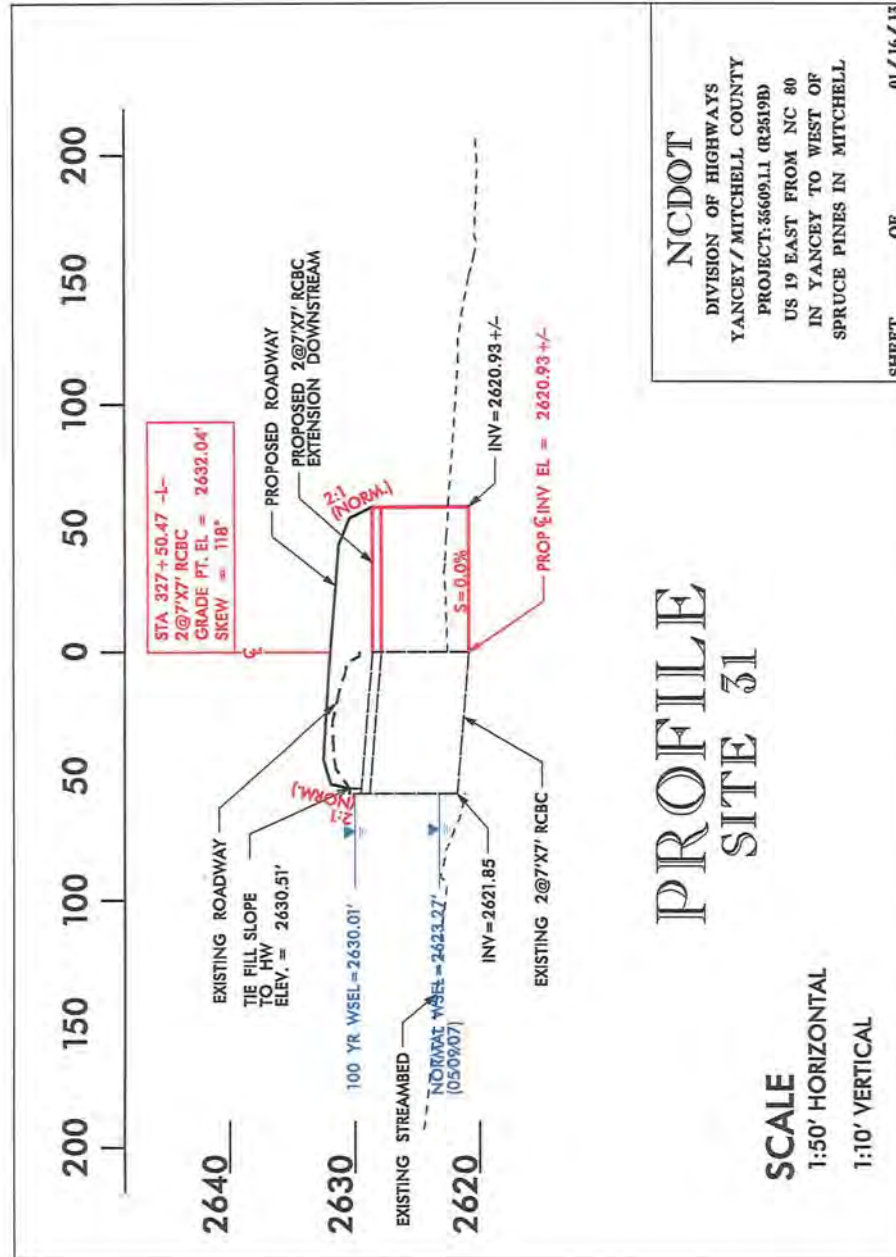 200
150
100
50
0
50
100
150
200
STA 327+50.47 -L-
2@7'X7' RCBC
GRADE PT. EL = 2632.04'
SKEW = 118°
℄
2640
2630
2620
EXISTING ROADWAY
TIE FILL SLOPE
TO HW
ELEV. = 2630.51'
2:1
(NORM.)
100 YR WSEL=2630.01'
EXISTING STREAMBED
NORMAL WSEL=2623.27'
(05/09/07)
INV=2621.85
EXISTING 2@7'X7' RCBC
PROPOSED ROADWAY
PROPOSED 2@7'X7' RCBC
EXTENSION DOWNSTREAM
2:1
(NORM.)
S=0.0%
INV=2620.93+/-
PROP ℄ INV EL = 2620.93+/-
PROFILE
SITE 31
SCALE
1:50' HORIZONTAL
1:10' VERTICAL
NCDOT
DIVISION OF HIGHWAYS
YANCEY/MITCHELL COUNTY
PROJECT: 35609.1.1 (R2519B)
US 19 EAST FROM NC 80
IN YANCEY TO WEST OF
SPRUCE PINES IN MITCHELL
SHEET OF 01/16/13